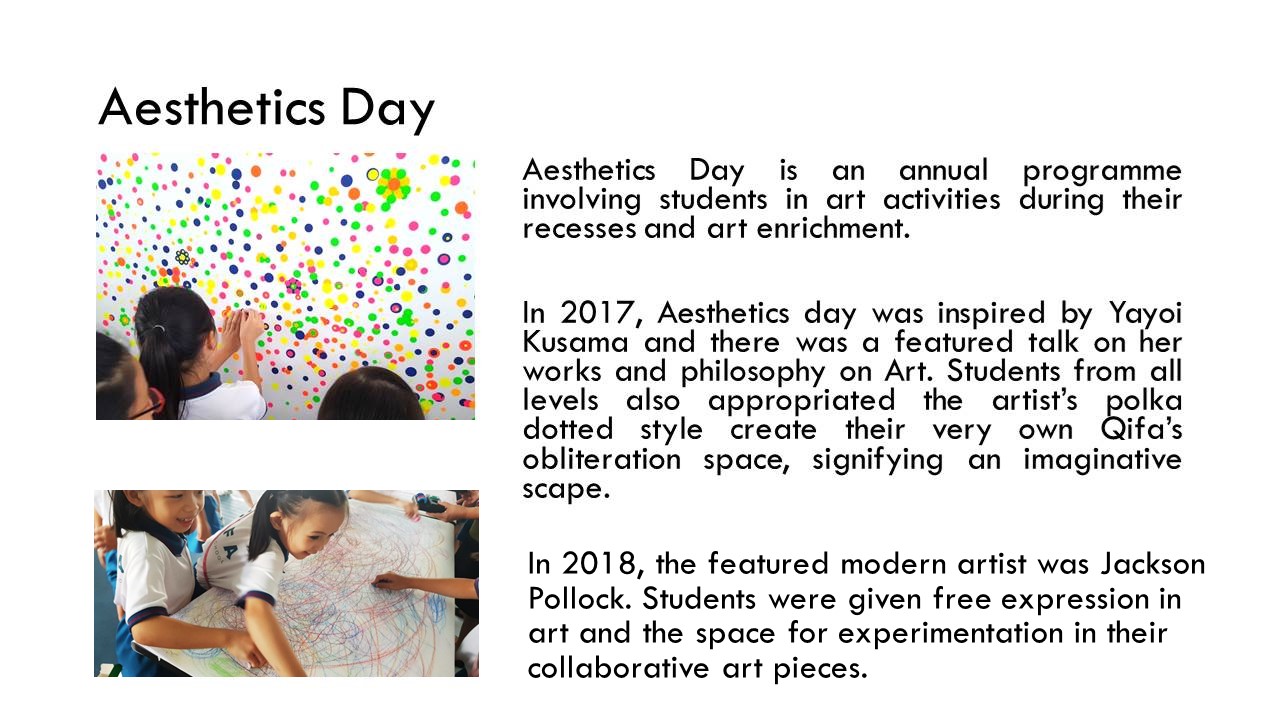 Aesthetics Day
Aesthetics Day is an annual programme
involving students in art activities during their
recesses and art enrichment.
In 2017, Aesthetics day was inspired by Yayoi
Kusama and there was a featured talk on her
works and philosophy on Art. Students from all
levels also appropriated the artist’s polka
dotted style create their very own Qifa’s
obliteration space, signifying an imaginative
scape.
In 2018, the featured modern artist was Jackson
Pollock. Students were given free expression in
art and the space for experimentation in their
collaborative art pieces.